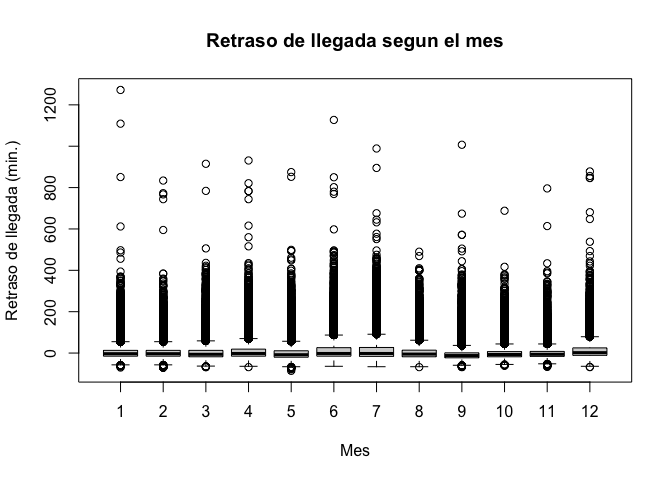 Retraso de llegada segun el mes
Retraso de llegada (min.)
1200
800
600
400
200
0
1 2 3 4 5 6 7 8 9 10 11 12
Mes